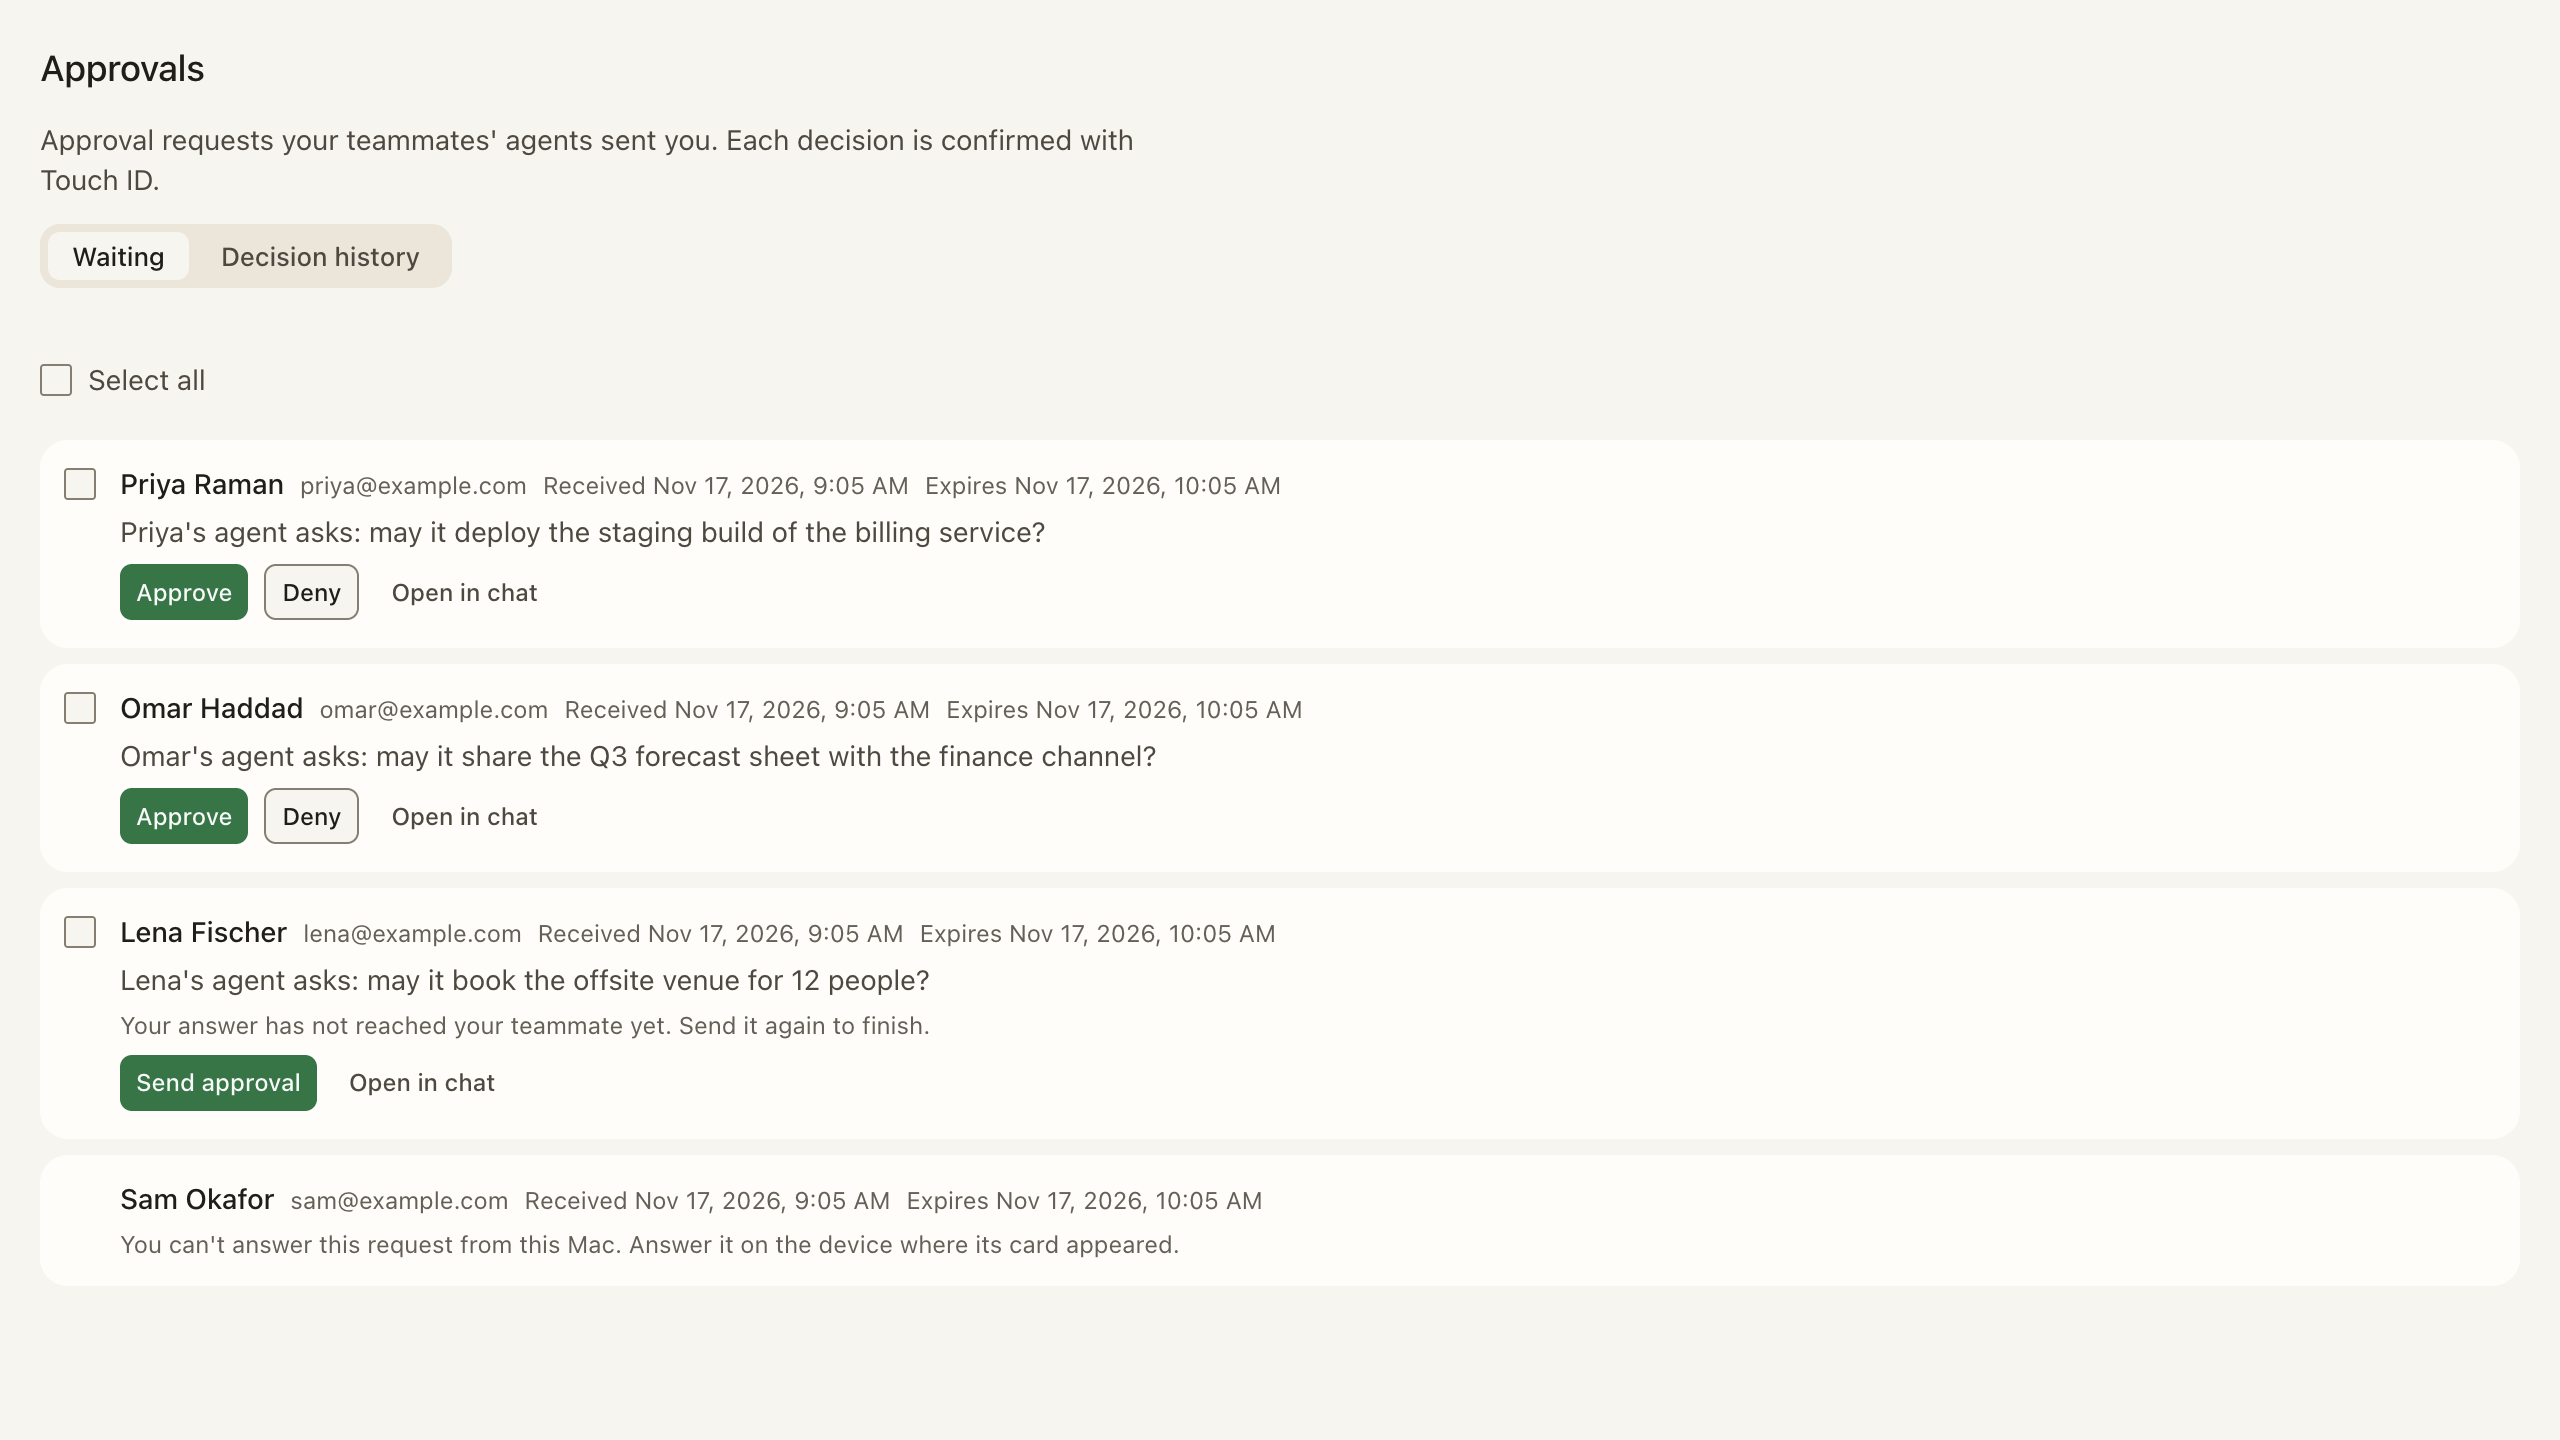 Approvals
Approval requests your teammates' agents sent you. Each decision is confirmed with
Touch ID.
Waiting Decision history
Select all
Priya Raman priya@example.com Received Nov 17, 2026, 9:05 AM Expires Nov 17, 2026, 10:05 AM
Priya's agent asks: may it deploy the staging build of the billing service?
Approve Deny Open in chat
Omar Haddad omar@example.com Received Nov 17, 2026, 9:05 AM Expires Nov 17, 2026, 10:05 AM
Omar's agent asks: may it share the Q3 forecast sheet with the finance channel?
Approve Deny Open in chat
Lena Fischer lena@example.com Received Nov 17, 2026, 9:05 AM Expires Nov 17, 2026, 10:05 AM
Lena's agent asks: may it book the offsite venue for 12 people?
Your answer has not reached your teammate yet. Send it again to finish.
Send approval Open in chat
Sam Okafor sam@example.com Received Nov 17, 2026, 9:05 AM Expires Nov 17, 2026, 10:05 AM
You can't answer this request from this Mac. Answer it on the device where its card appeared.